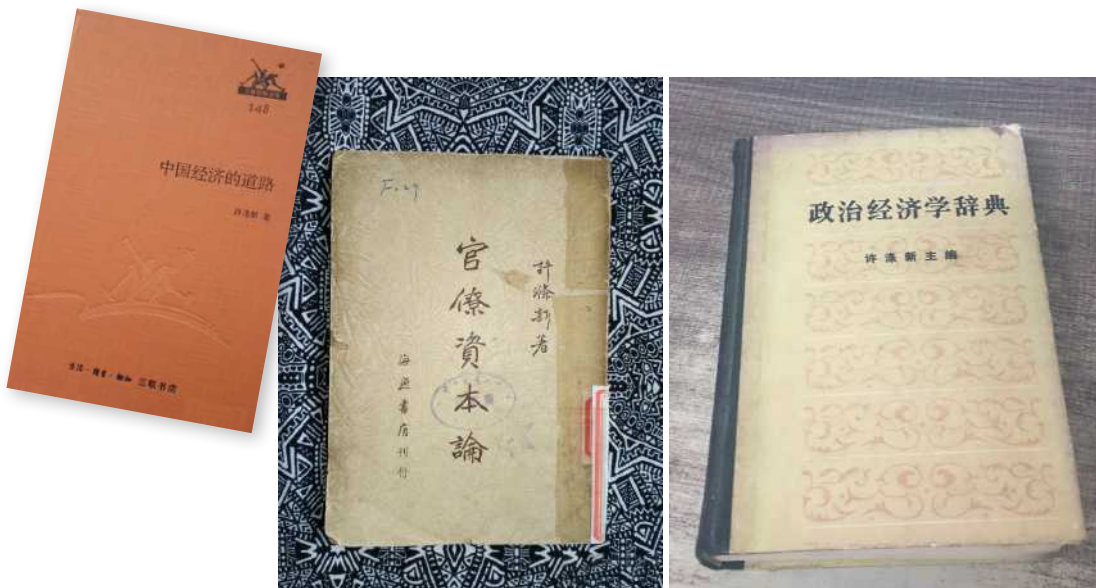 148
中国经济的道路
许涤新 著
生活·讀書·新知 三联书店
官僚資本論
許滌新著
海燕書店刊行
政治经济学辞典
许涤新主编